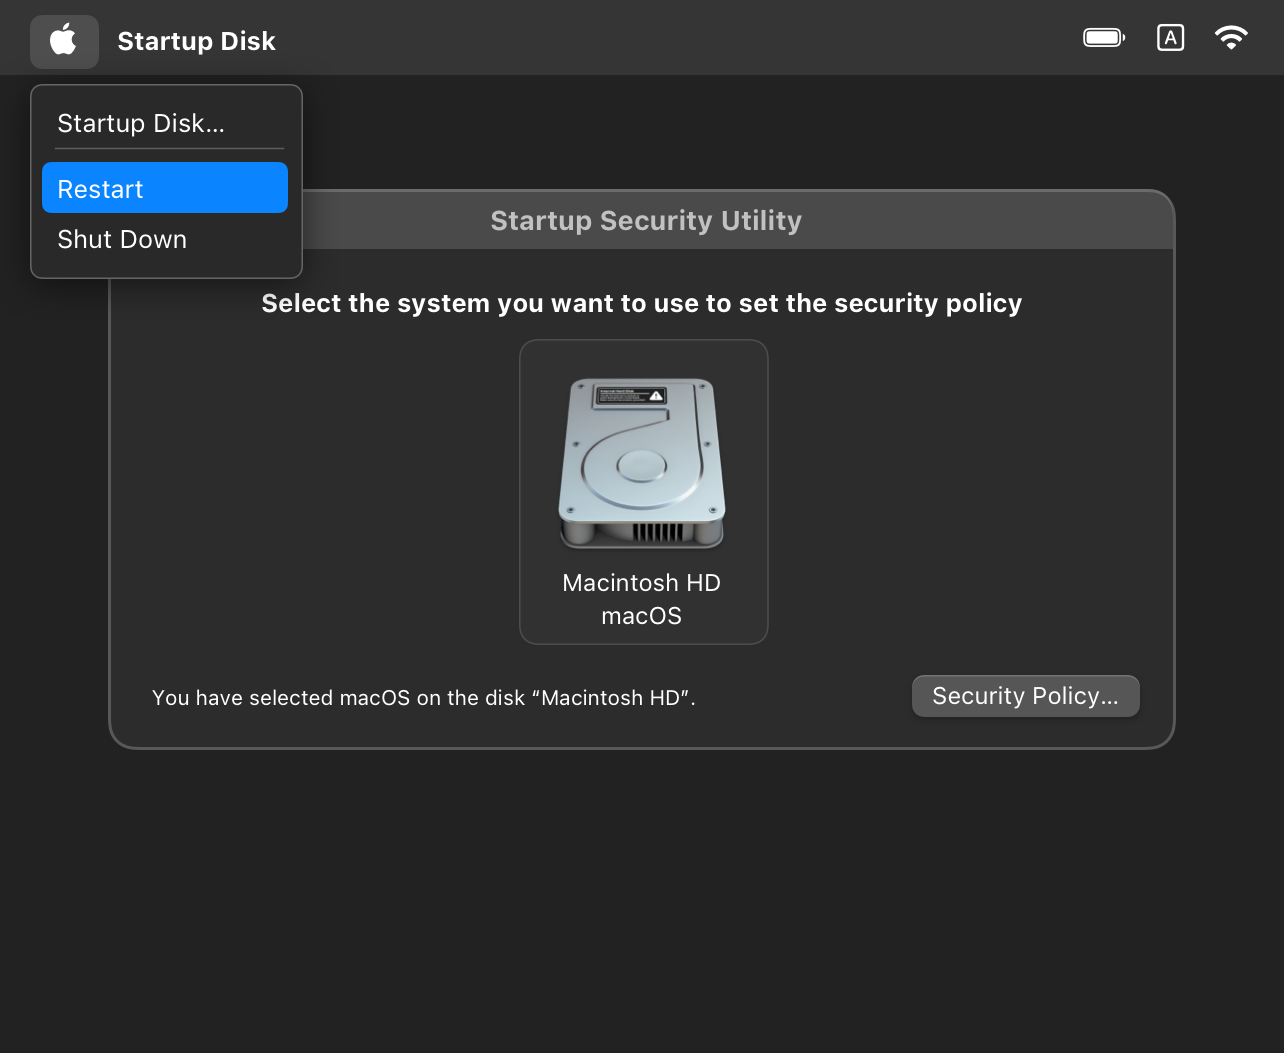 Startup Disk
A
Startup Disk...
Restart
Shut Down
Startup Security Utility
Select the system you want to use to set the security policy
Macintosh HD
macOS
You have selected macOS on the disk “Macintosh HD”.
Security Policy...